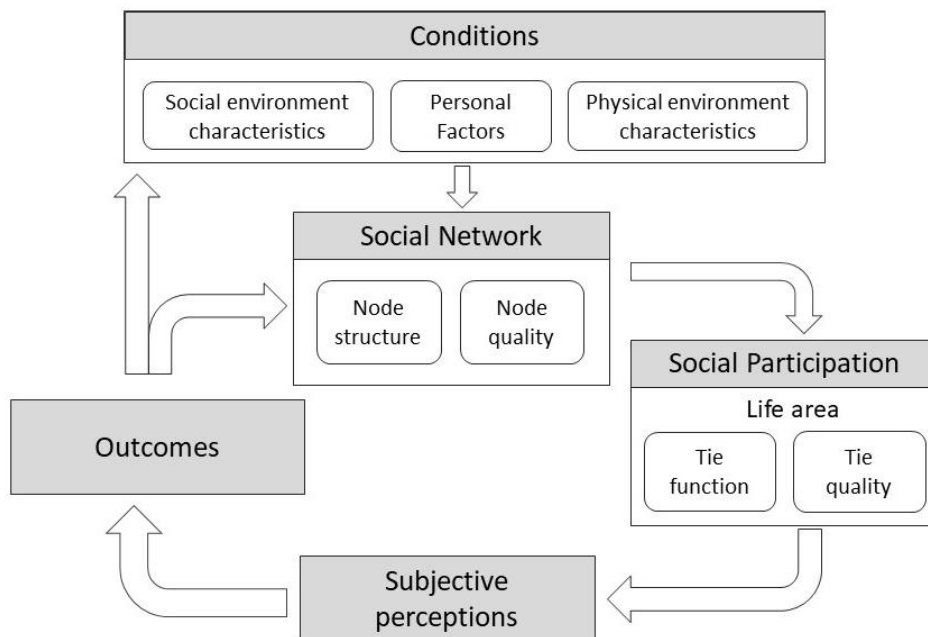 Conditions
Social environment
characteristics
Personal
Factors
Physical environment
characteristics
Social Network
Node
structure
Node
quality
Social Participation
Life area
Tie
function
Tie
quality
Outcomes
Subjective
perceptions